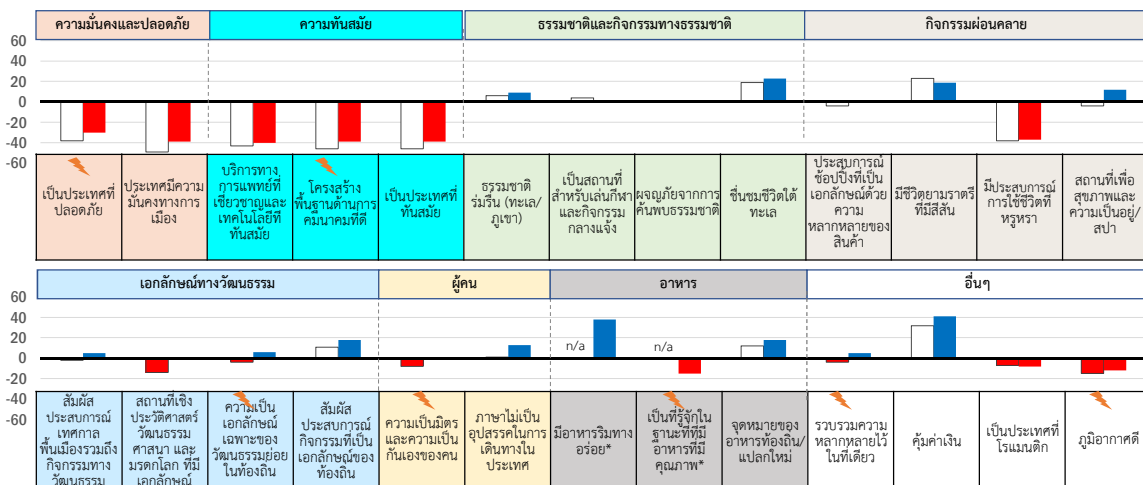 ความมั่นคงและปลอดภัย
ความทันสมัย
ธรรมชาติและกิจกรรมทางธรรมชาติ
กิจกรรมผ่อนคลาย
60
40
20
0
-20
-40
-60
เป็นประเทศที่
ปลอดภัย
ประเทศมีความ
มั่นคงทางการ
เมือง
บริการทาง
การแพทย์ที่
เชี่ยวชาญและ
เทคโนโลยีที่
ทันสมัย
โครงสร้าง
พื้นฐานด้านการ
คมนาคมที่ดี
เป็นประเทศที่
ทันสมัย
ธรรมชาติ
ร่มรื่น (ทะเล/
ภูเขา)
เป็นสถานที่
สำหรับเล่นกีฬา
และกิจกรรม
กลางแจ้ง
ผจญภัยจากการ
ค้นพบธรรมชาติ
ชื่นชมชีวิตใต้
ทะเล
ประสบการณ์
ช้อปปิ้งที่เป็น
เอกลักษณ์ด้วย
ความ
หลากหลายของ
สินค้า
มีชีวิตยามราตรี
ที่มีสีสัน
มีประสบการณ์
การใช้ชีวิตที่
หรูหรา
สถานที่เพื่อ
สุขภาพและ
ความเป็นอยู่/
สปา
เอกลักษณ์ทางวัฒนธรรม
ผู้คน
อาหาร
อื่นๆ
60
40
20
0
-20
-40
-60
n/a
n/a
สัมผัส
ประสบการณ์
เทศกาล
พื้นเมืองรวมถึง
กิจกรรมทาง
วัฒนธรรม
สถานที่เชิง
ประวัติศาสตร์
วัฒนธรรม
ศาสนา และ
มรดกโลก ที่มี
เอกลักษณ์
ความเป็น
เอกลักษณ์
เฉพาะของ
วัฒนธรรมย่อย
ในท้องถิ่น
สัมผัส
ประสบการณ์
กิจกรรมที่เป็น
เอกลักษณ์ของ
ท้องถิ่น
ความเป็นมิตร
และความเป็น
กันเองของคน
ภาษาไม่เป็น
อุปสรรคในการ
เดินทางใน
ประเทศ
มีอาหารริมทาง
อร่อย*
เป็นที่รู้จักใน
ฐานะที่ที่มี
อาหารที่มี
คุณภาพ*
จุดหมายของ
อาหารท้องถิ่น/
แปลกใหม่
รวบรวมความ
หลากหลายไว้
ในที่เดียว
คุ้มค่าเงิน
เป็นประเทศที่
โรแมนติก
ภูมิอากาศดี